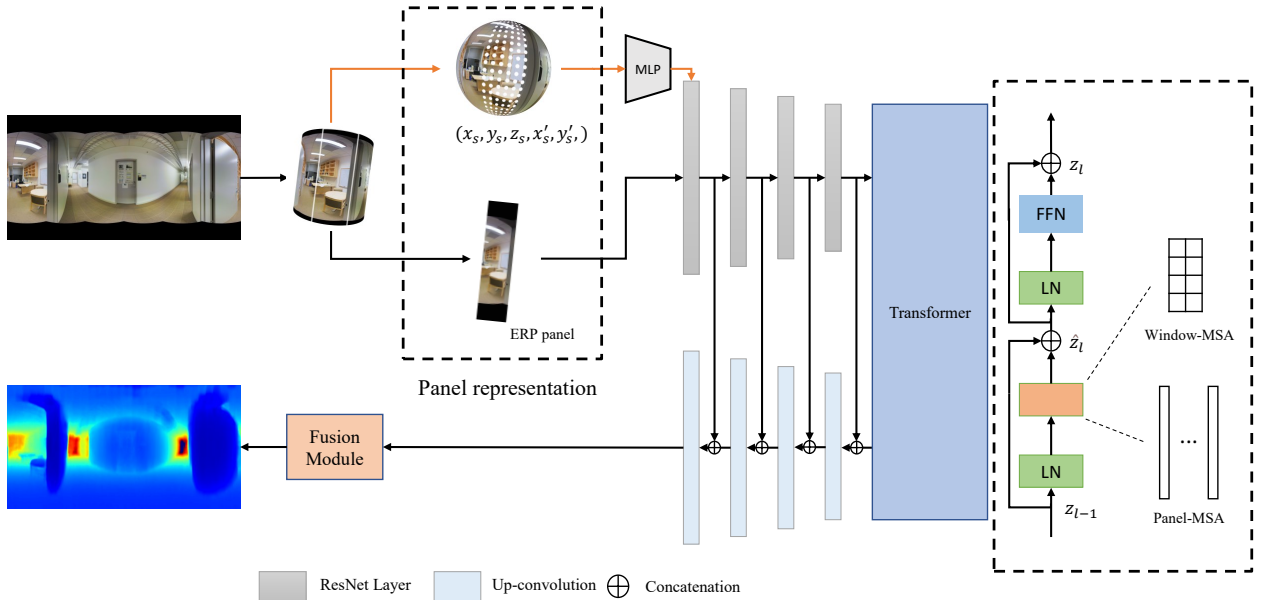 MLP
(x_s, y_s, z_s, x'_s, y'_s,)
ERP panel
Panel representation
Transformer
z_l
FFN
LN
ẑ_l
LN
z_{l-1}
Window-MSA
...
Panel-MSA
Fusion
Module
ResNet Layer
Up-convolution
Concatenation